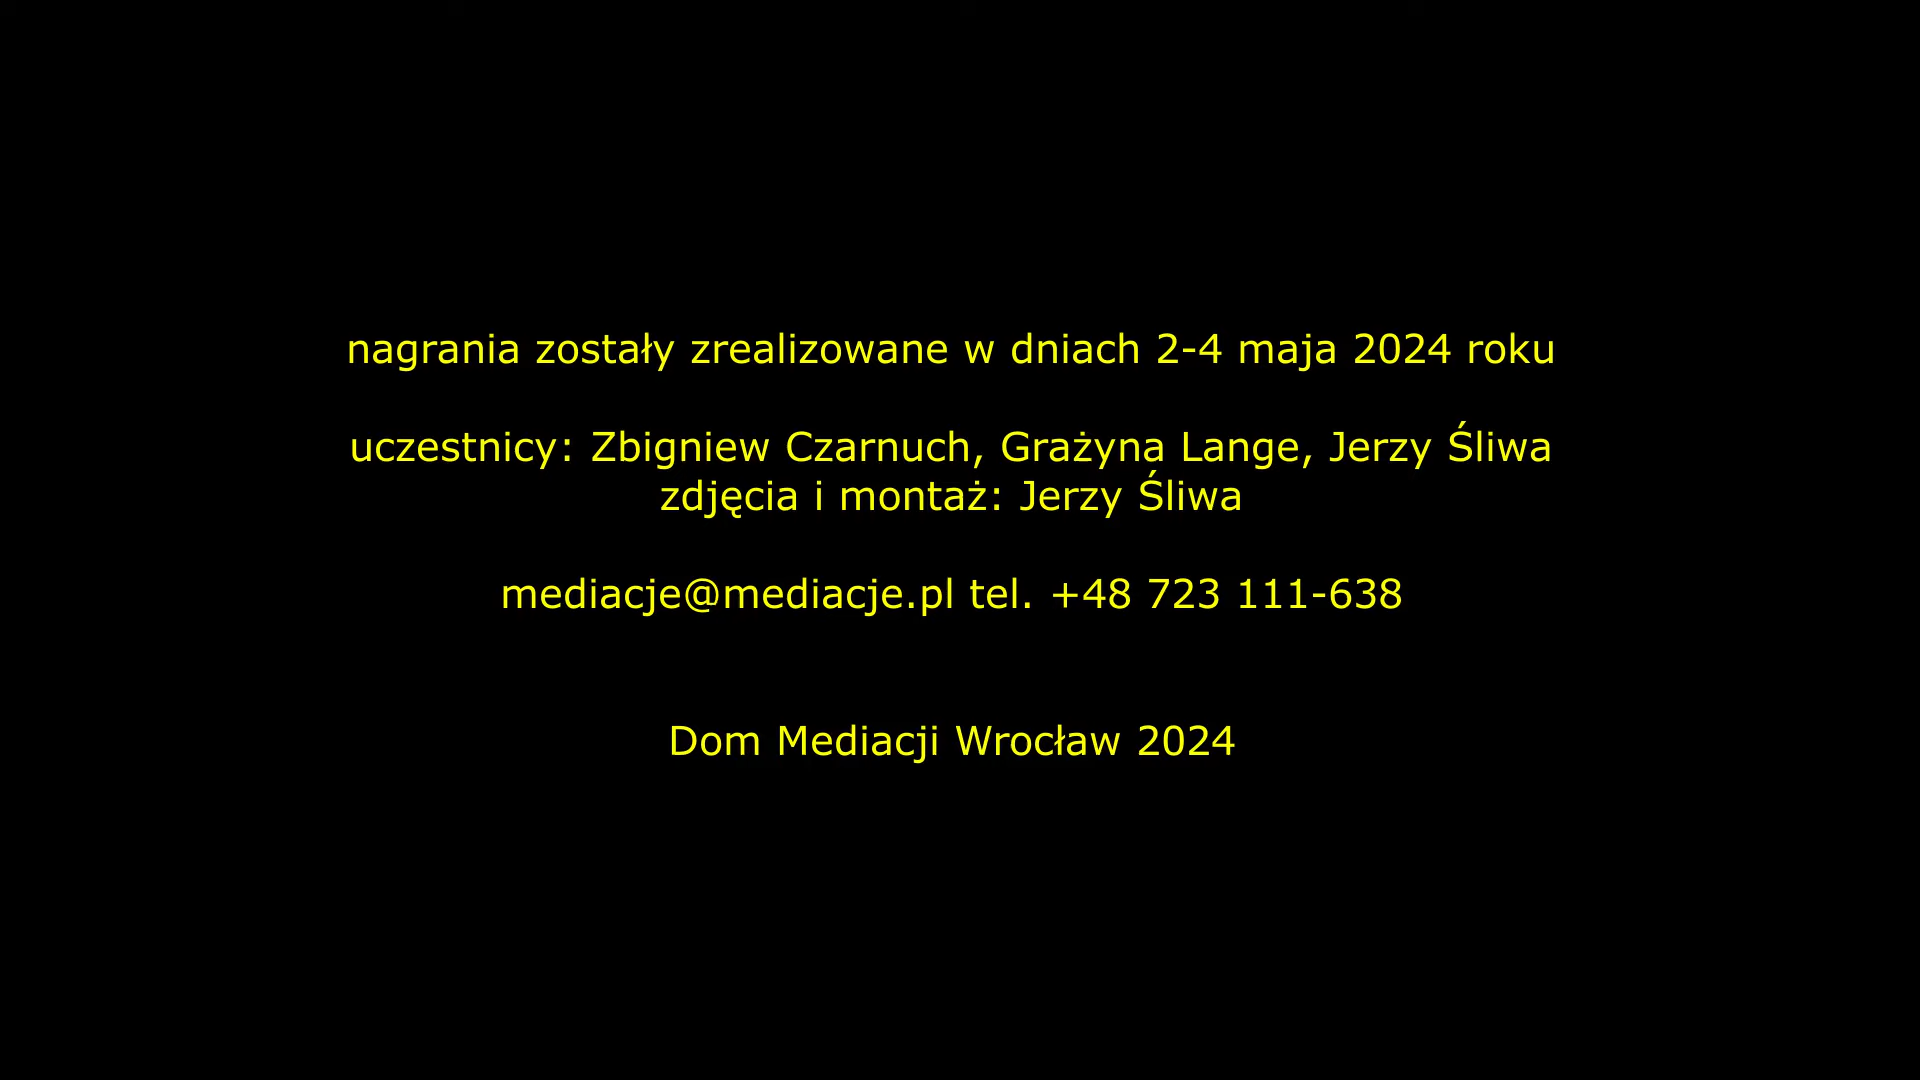 nagrania zostały zrealizowane w dniach 2-4 maja 2024 roku
uczestnicy: Zbigniew Czarnuch, Grażyna Lange, Jerzy Śliwa
zdjęcia i montaż: Jerzy Śliwa
mediacje@mediacje.pl tel. +48 723 111-638
Dom Mediacji Wrocław 2024